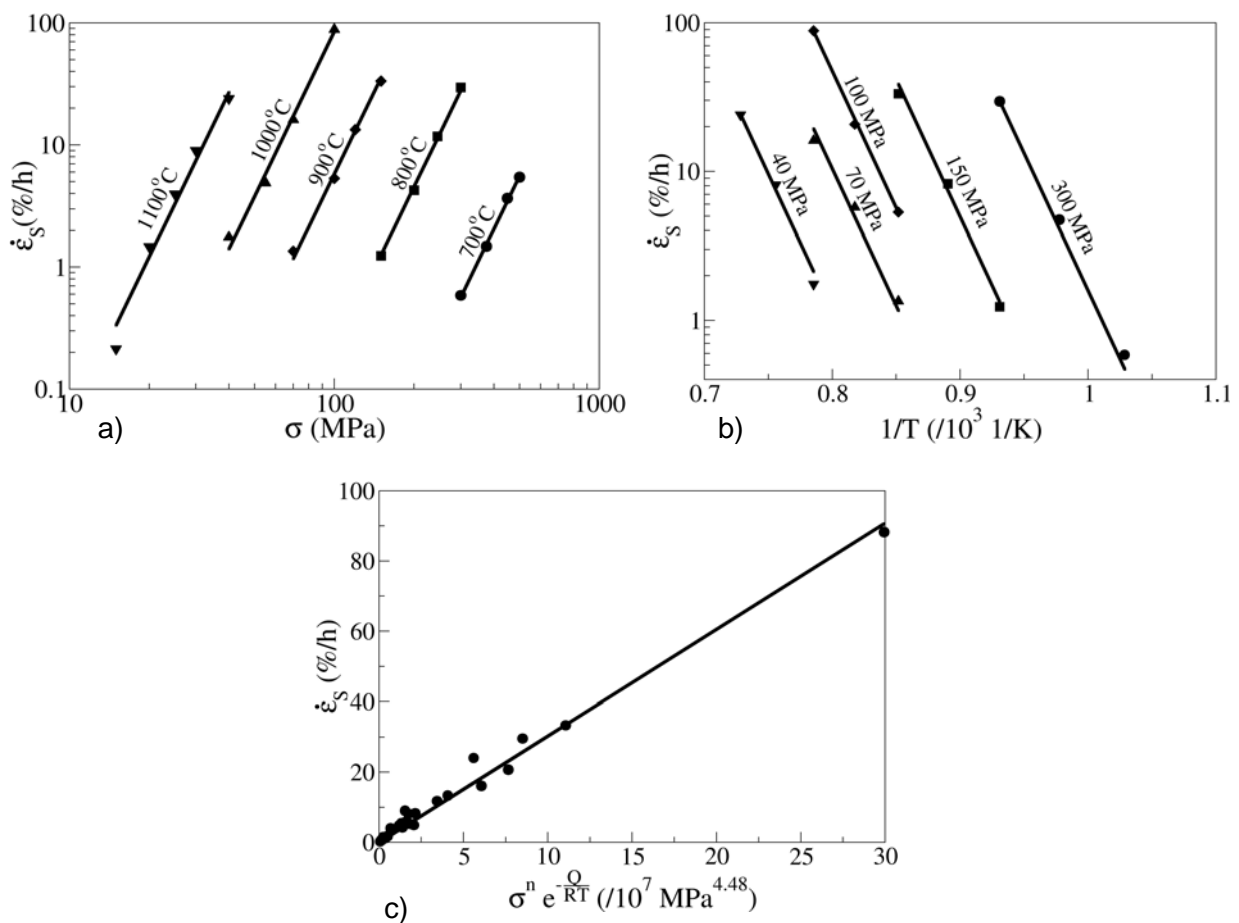 100
10
1
0.1
ε̇S (%/h)
1100°C
1000°C
900°C
800°C
700°C
10
100
1000
σ (MPa)
a)
100
10
1
ε̇S (%/h)
40 MPa
70 MPa
100 MPa
150 MPa
300 MPa
0.7
0.8
0.9
1
1.1
1/T (/10³ 1/K)
b)
100
80
60
40
20
0
ε̇S (%/h)
0
5
10
15
20
25
30
σⁿ e^-Q/RT (/10⁷ MPa^4.48)
c)